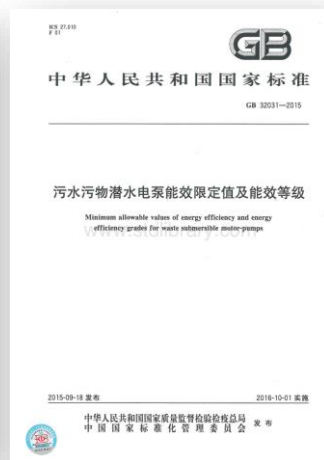 ICS 27.010
F 01
GB
中华人民共和国国家标准
GB 32031—2015
污水污物潜水电泵能效限定值及能效等级
Minimum allowable values of energy efficiency and energy
efficiency grades for waste submersible motor-pumps
www.stdlibrary.com
2015-09-18 发布
2016-10-01 实施
中华人民共和国国家质量监督检验检疫总局
中国国家标准化管理委员会
发布